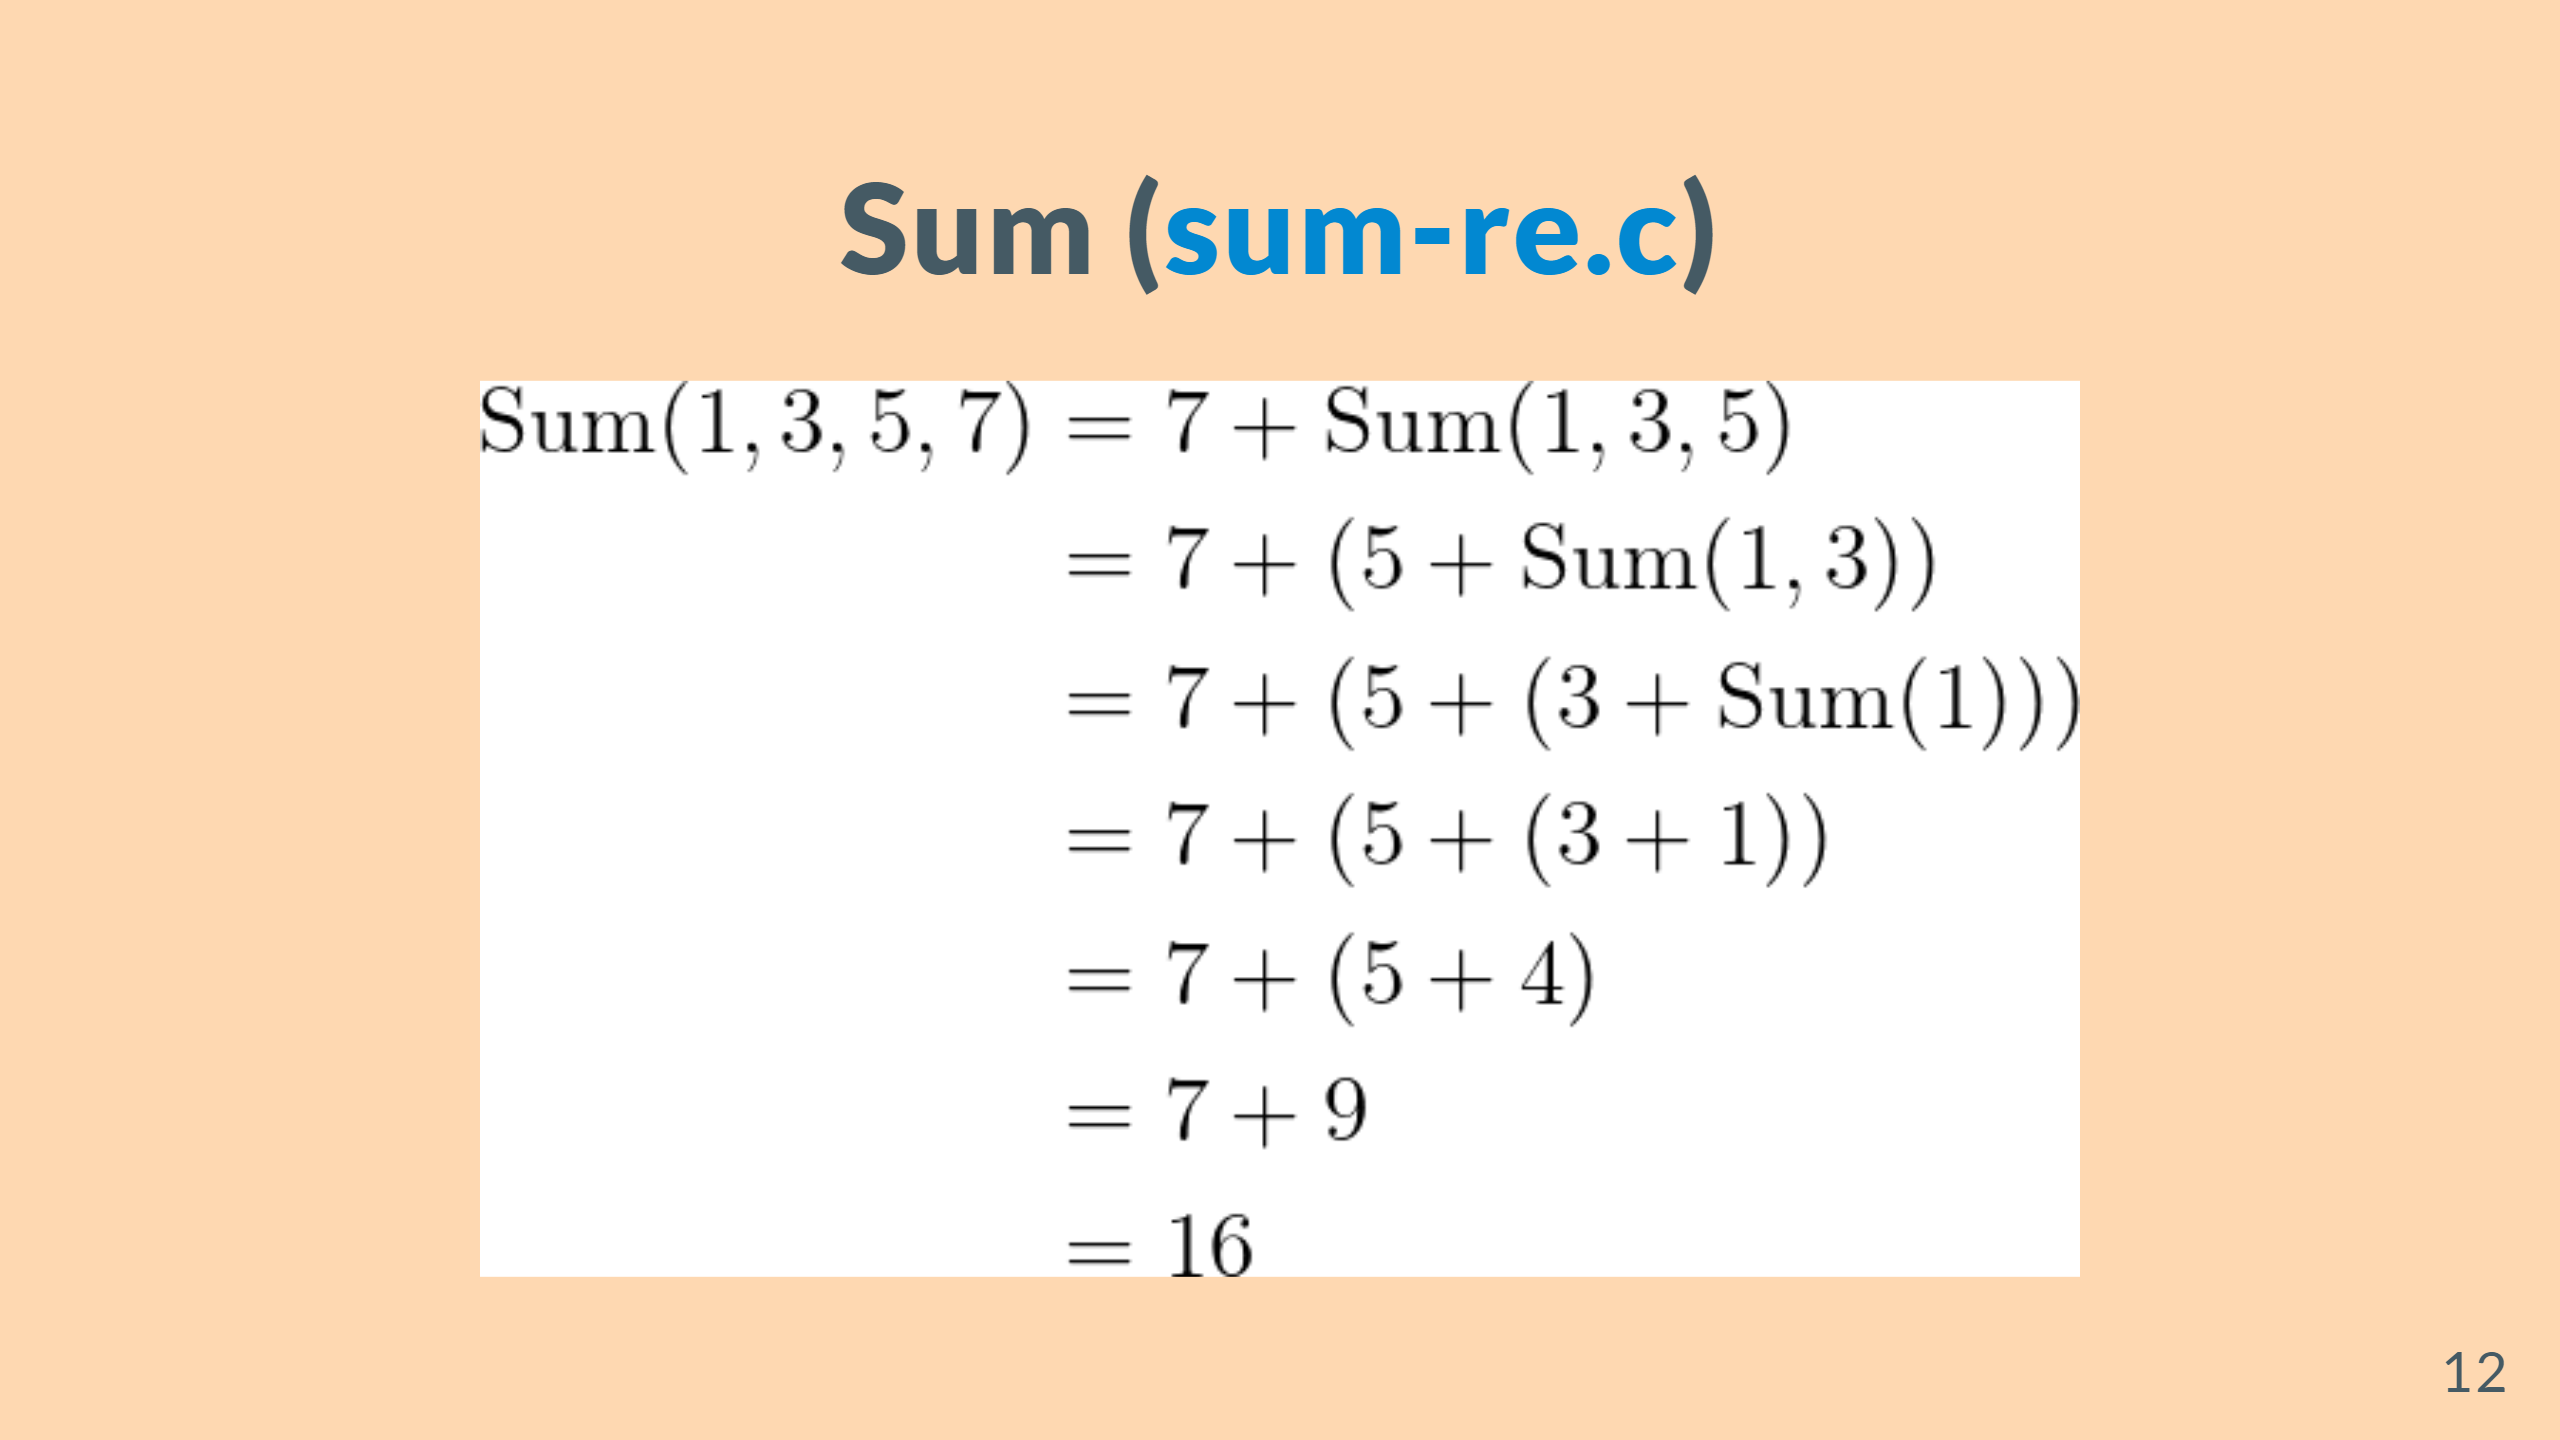 Sum (sum-re.c)
Sum(1, 3, 5, 7) = 7 + Sum(1, 3, 5)
= 7 + (5 + Sum(1, 3))
= 7 + (5 + (3 + Sum(1)))
= 7 + (5 + (3 + 1))
= 7 + (5 + 4)
= 7 + 9
= 16
12